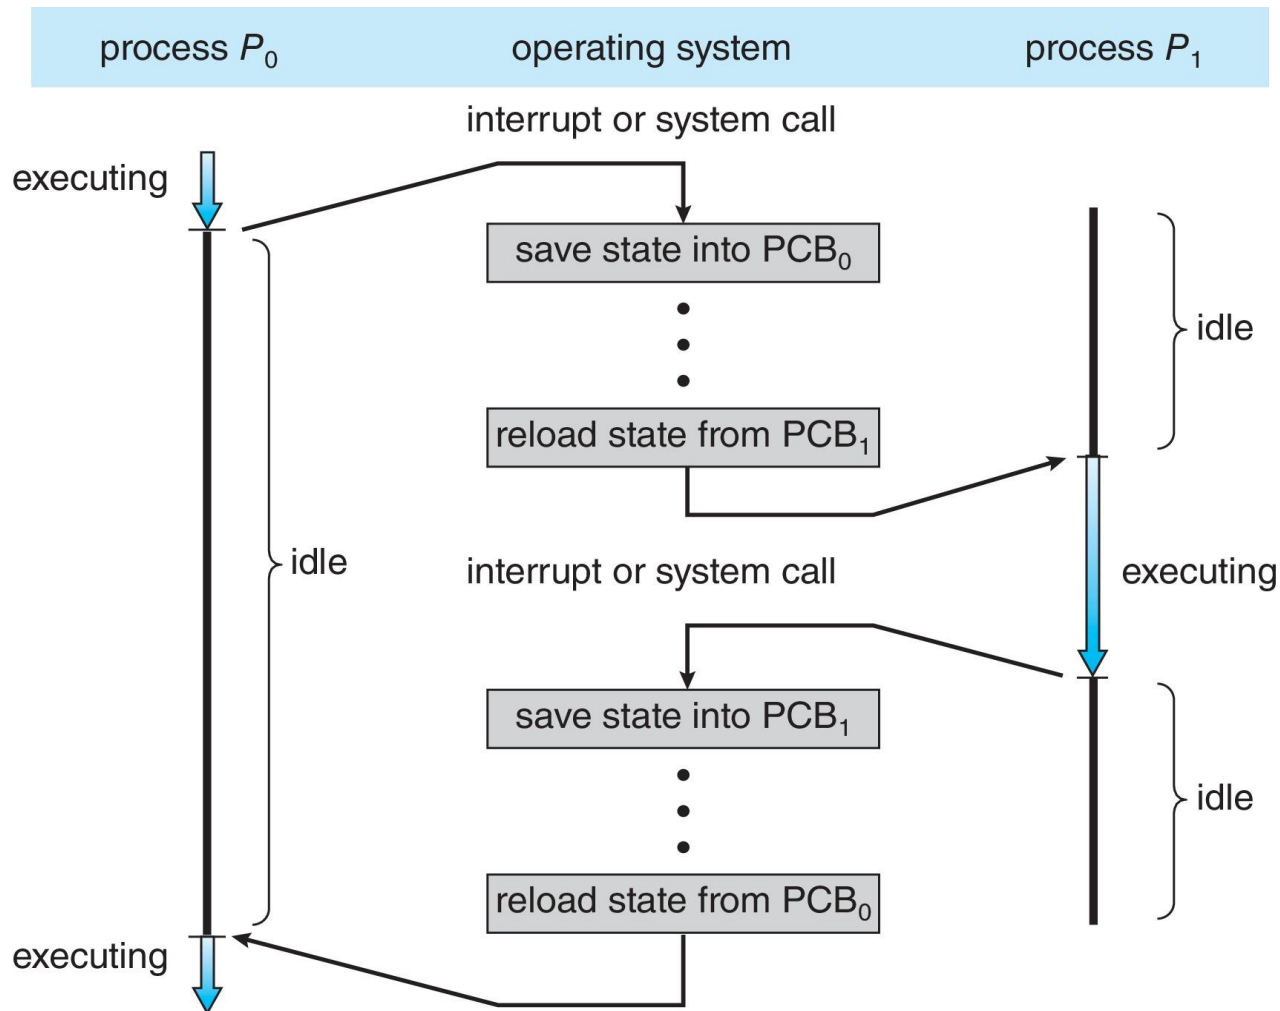 process P₀ operating system process P₁
interrupt or system call
executing
save state into PCB₀
idle
reload state from PCB₁
idle
interrupt or system call
executing
save state into PCB₁
idle
reload state from PCB₀
executing